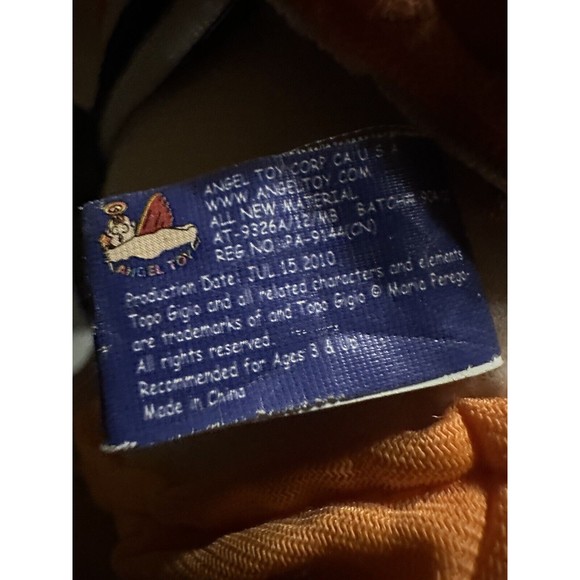 ANGEL TOY CORP CA U S A
WWW.ANGELTOY.COM
ALL NEW MATERIAL
AT-9326A/12/MB BATCH#
REG NO: PA-9144(CN)
ANGEL TOY
Production Date: JUL.15.2010
Topo Gigio and all related characters and elements
are trademarks of and Topo Gigio © Maria Perego.
All rights reserved.
Recommended for Ages 3 & up
Made in China